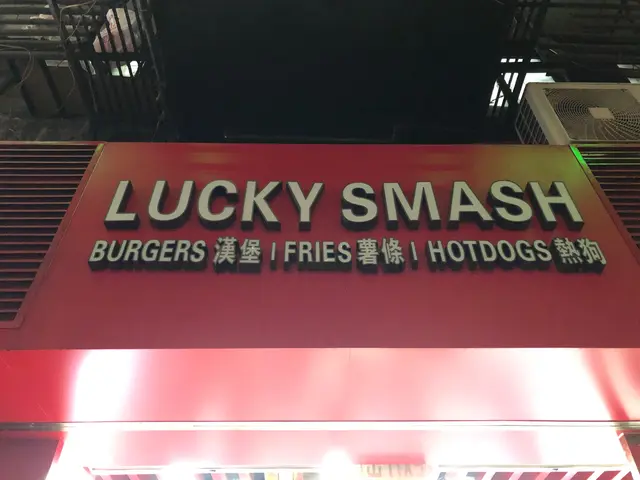 LUCKY SMASH
BURGERS 漢堡 | FRIES 薯條 | HOTDOGS 熱狗